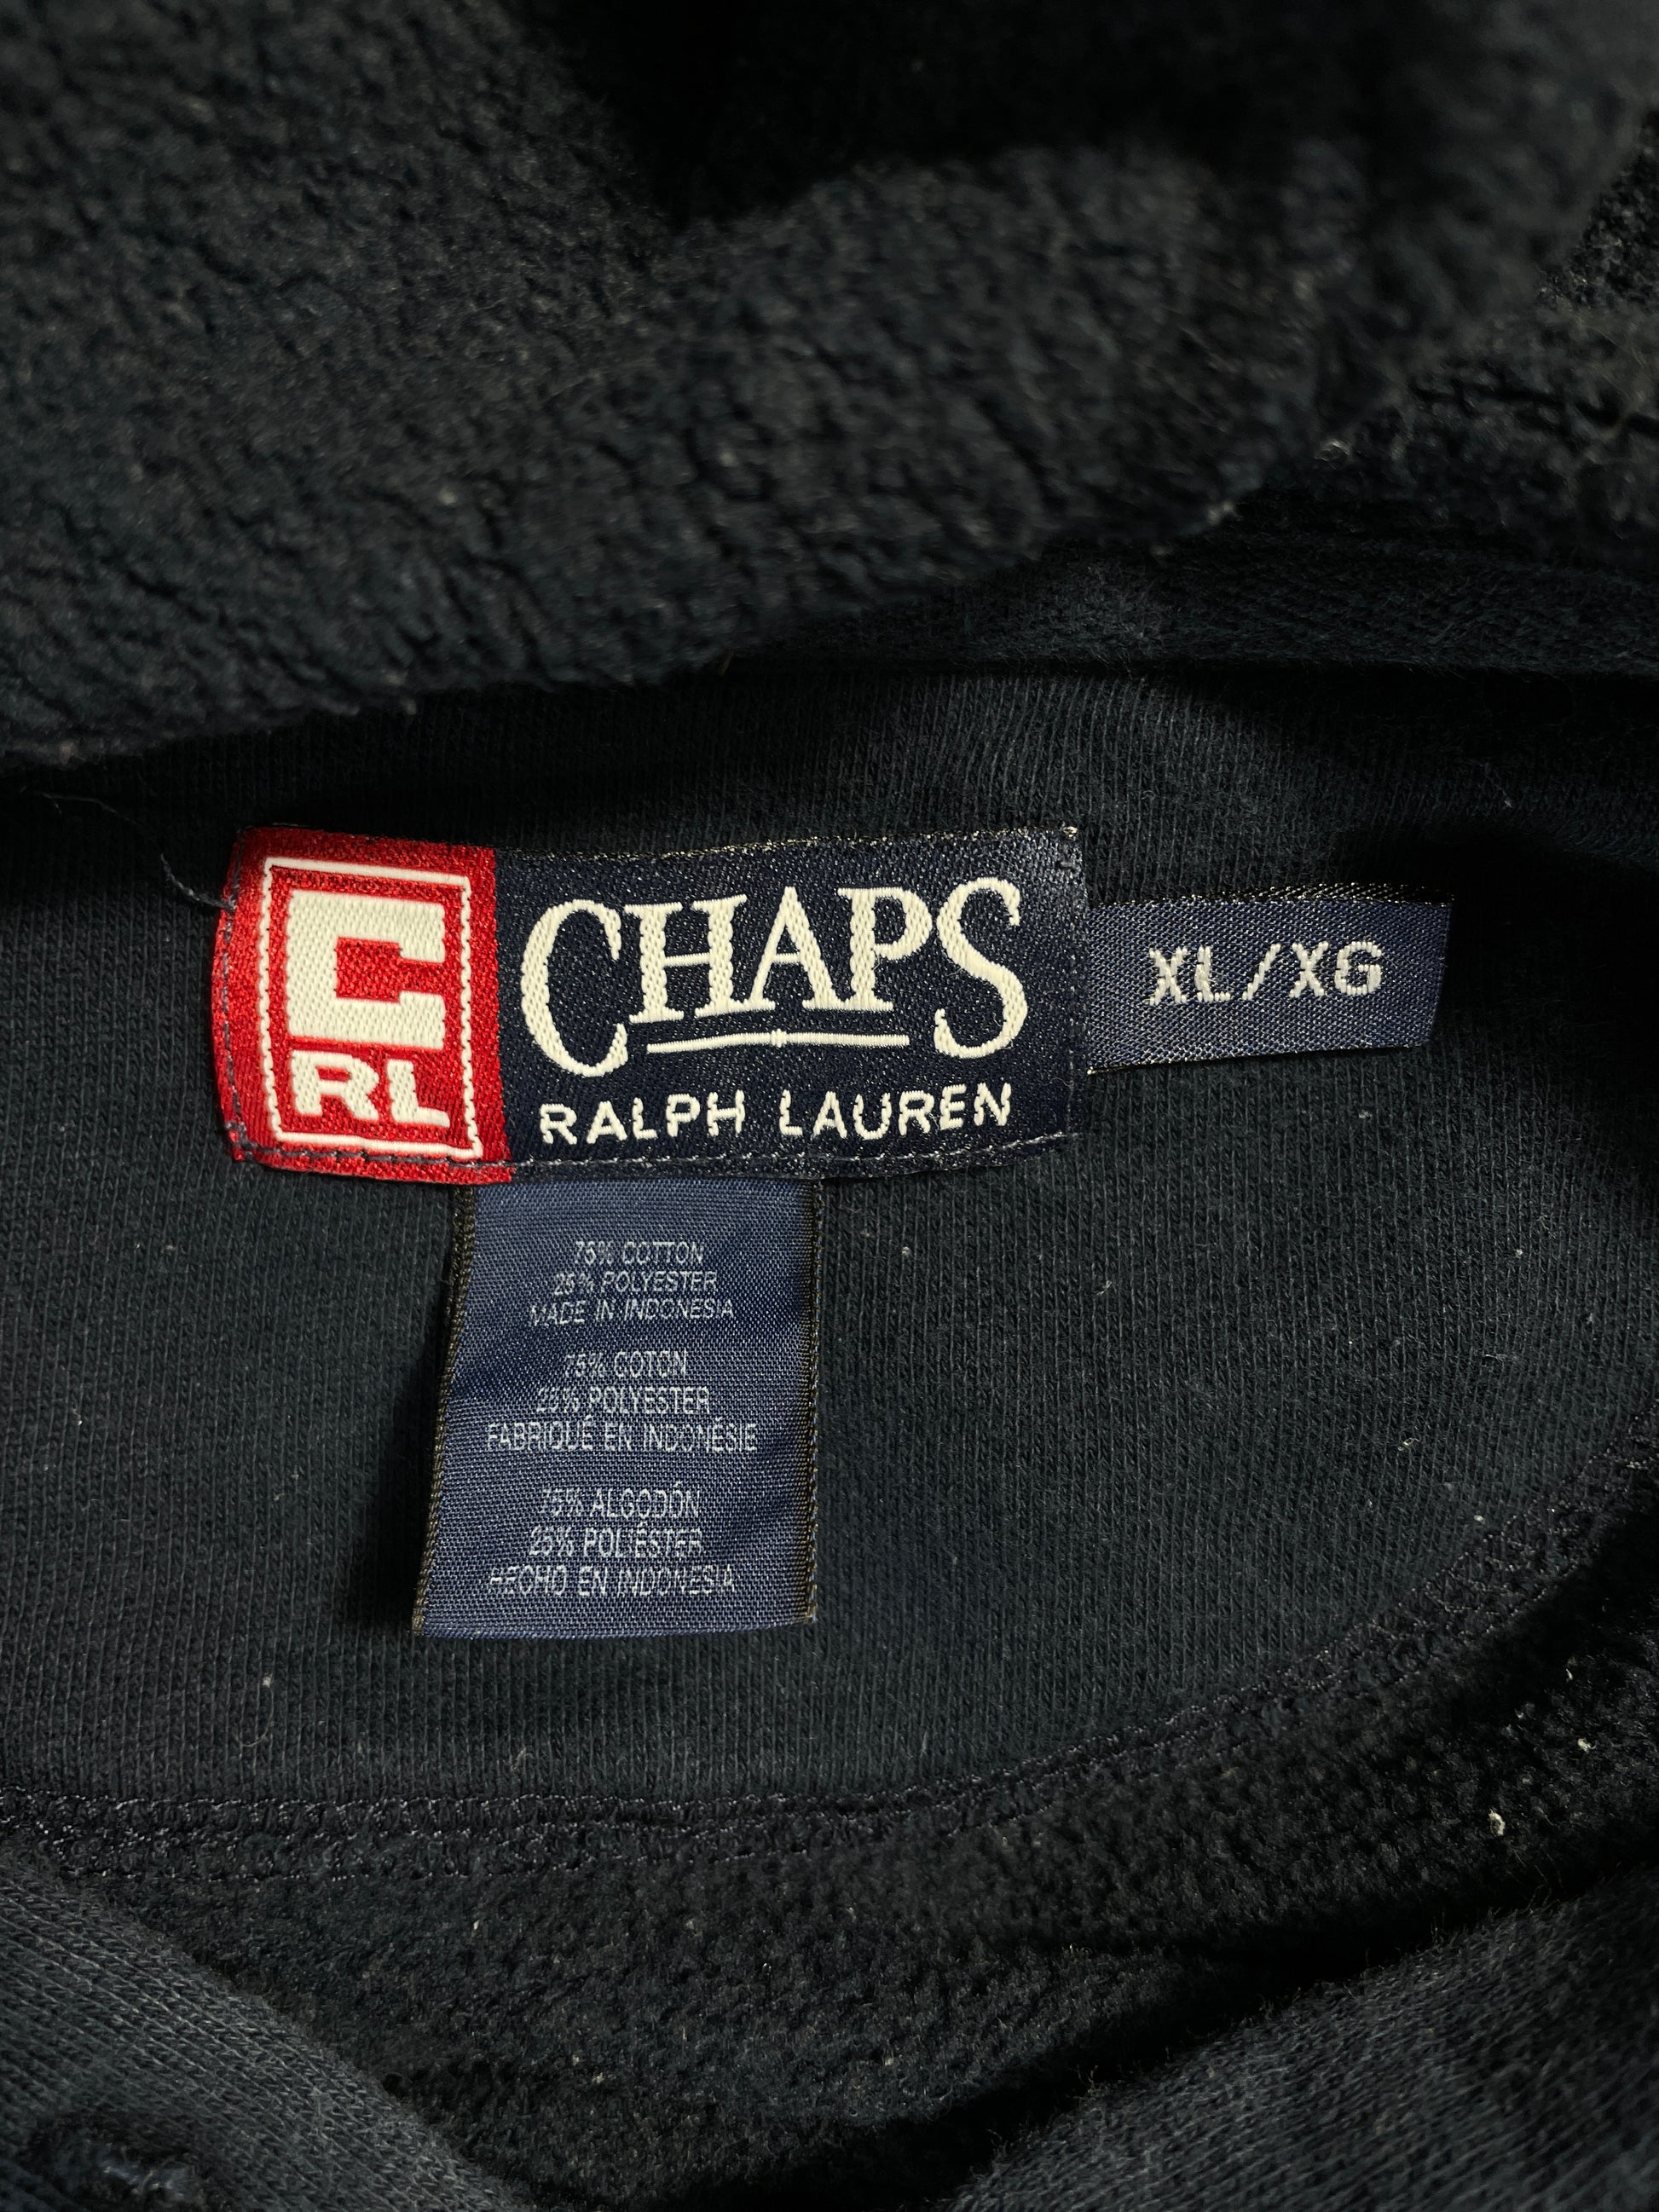 C
RL
CHAPS
RALPH LAUREN
XL/XG
75% COTTON
25% POLYESTER
MADE IN INDONESIA
75% COTON
25% POLYESTER
FABRIQUÉ EN INDONÉSIE
75% ALGODÓN
25% POLIÉSTER
HECHO EN INDONESIA